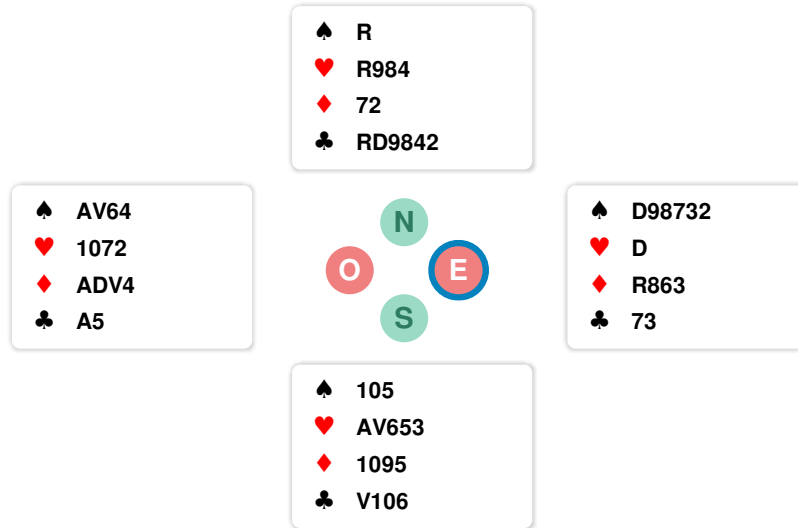 ♠ R
♥ R984
♦ 72
♣ RD9842
♠ AV64
♥ 1072
♦ ADV4
♣ A5
N
O E
S
♠ D98732
♥ D
♦ R863
♣ 73
♠ 105
♥ AV653
♦ 1095
♣ V106